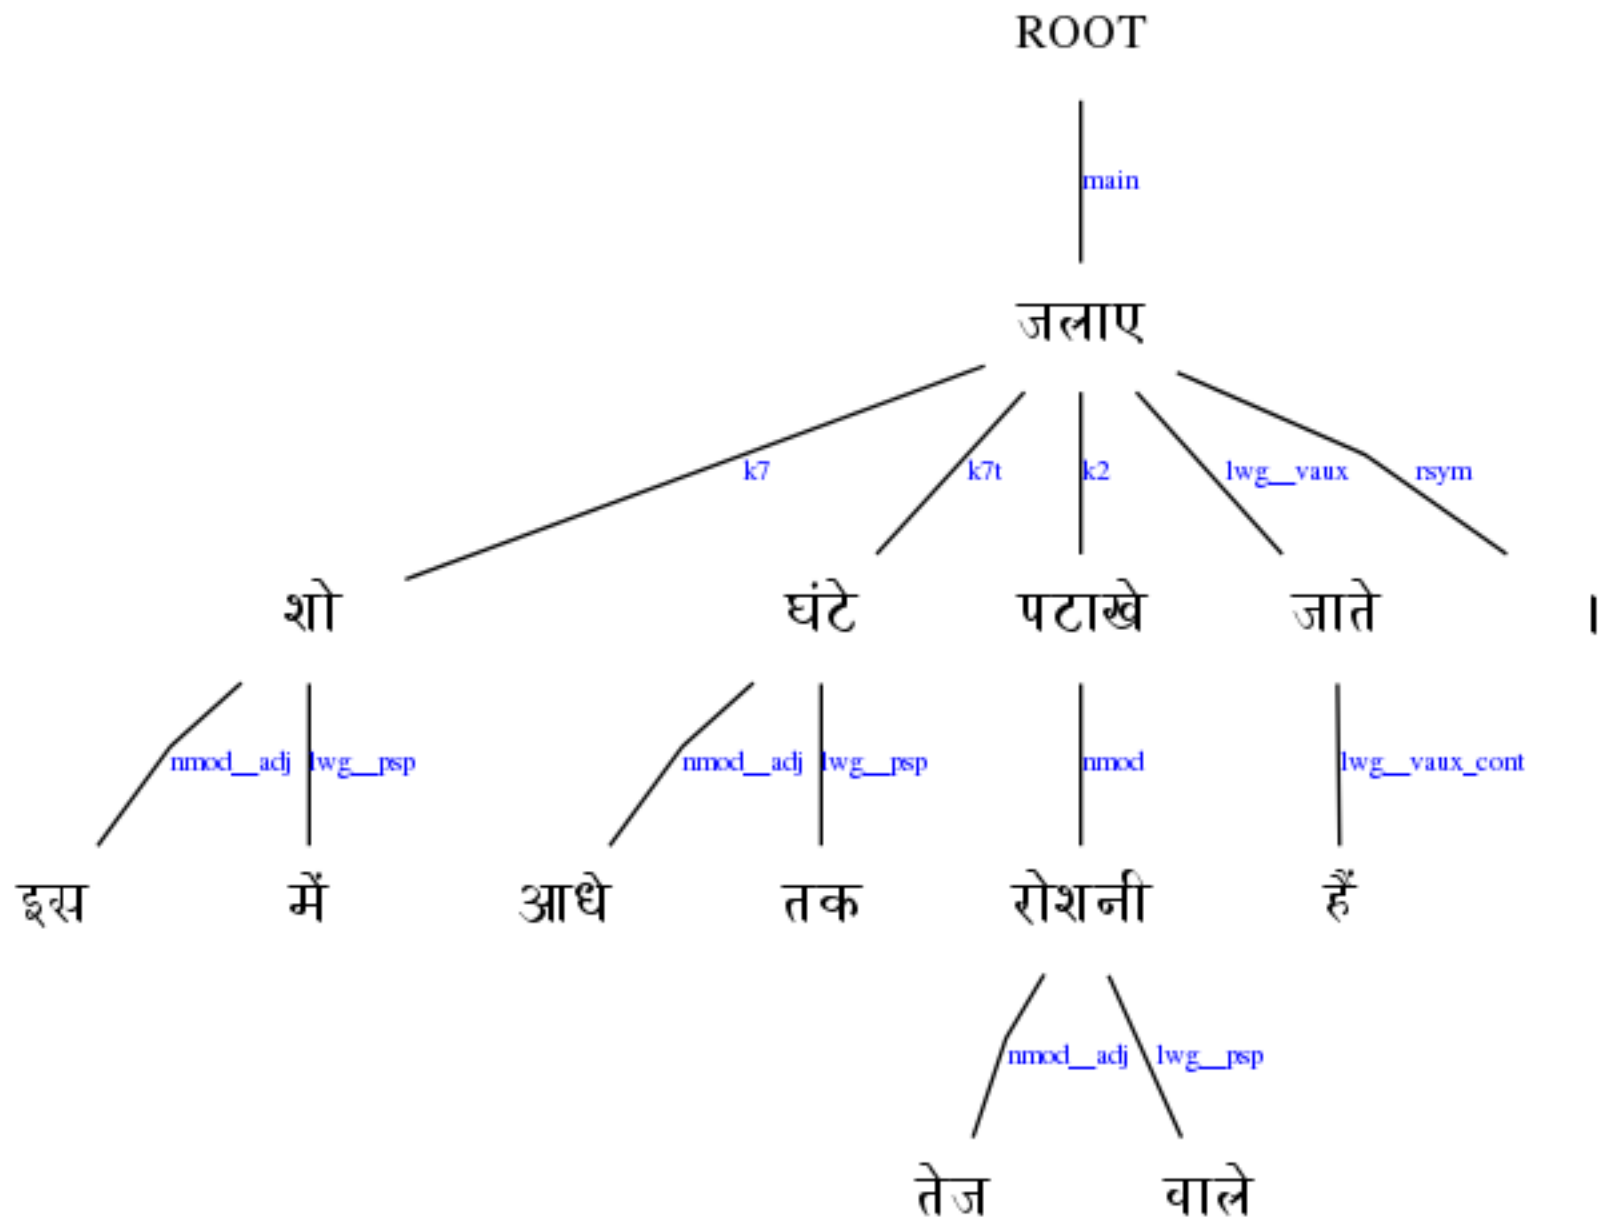 ROOT
main
जलाए
k7 k7t k2 lwg__vaux rsym
शो घंटे पटाखे जाते ।
nmod__adj lwg__psp nmod__adj lwg__psp nmod lwg__vaux_cont
इस में आधे तक रोशनी हैं
nmod__adj lwg__psp
तेज वाले